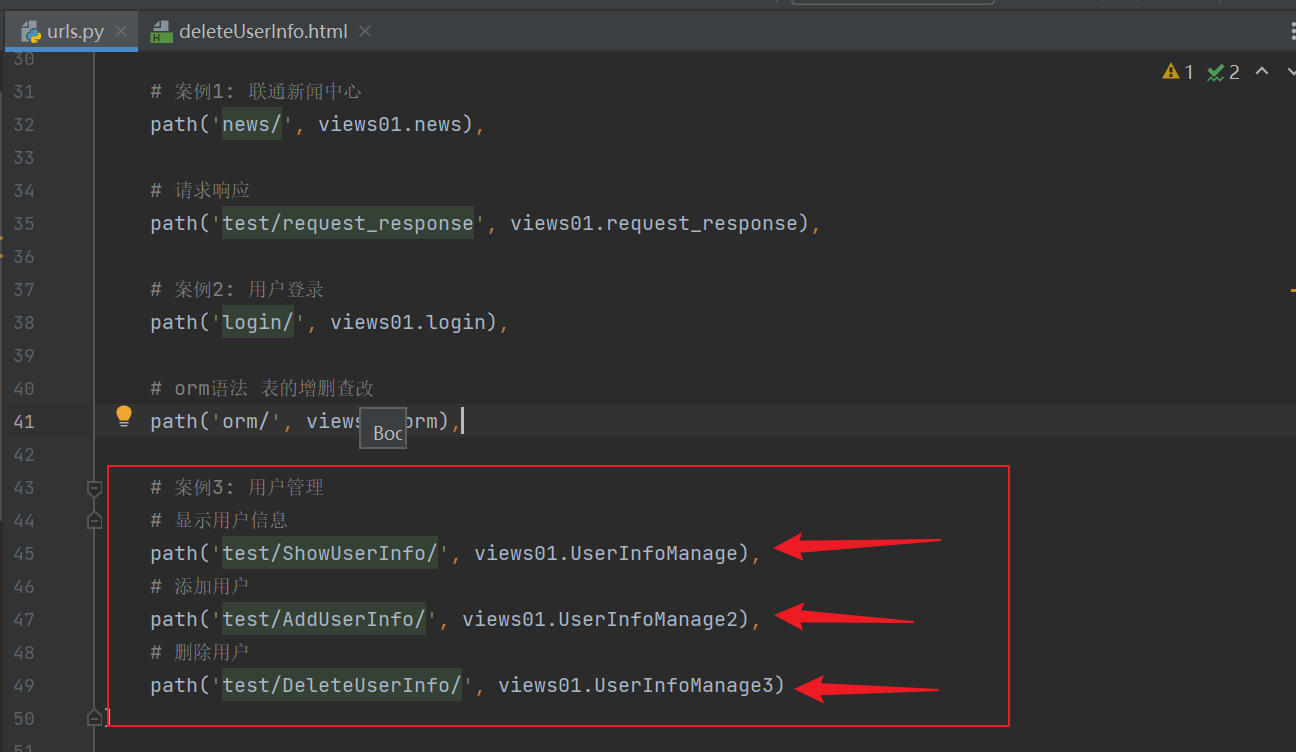 urls.py
deleteUserInfo.html
1 2
30
31 # 案例1: 联通新闻中心
32 path('news/', views01.news),
33
34 # 请求响应
35 path('test/request_response', views01.request_response),
36
37 # 案例2: 用户登录
38 path('login/', views01.login),
39
40 # orm语法 表的增删查改
41 path('orm/', views orm),
Boc
42
43 # 案例3: 用户管理
44 # 显示用户信息
45 path('test/ShowUserInfo/', views01.UserInfoManage),
46 # 添加用户
47 path('test/AddUserInfo/', views01.UserInfoManage2),
48 # 删除用户
49 path('test/DeleteUserInfo/', views01.UserInfoManage3)
50 ]
51